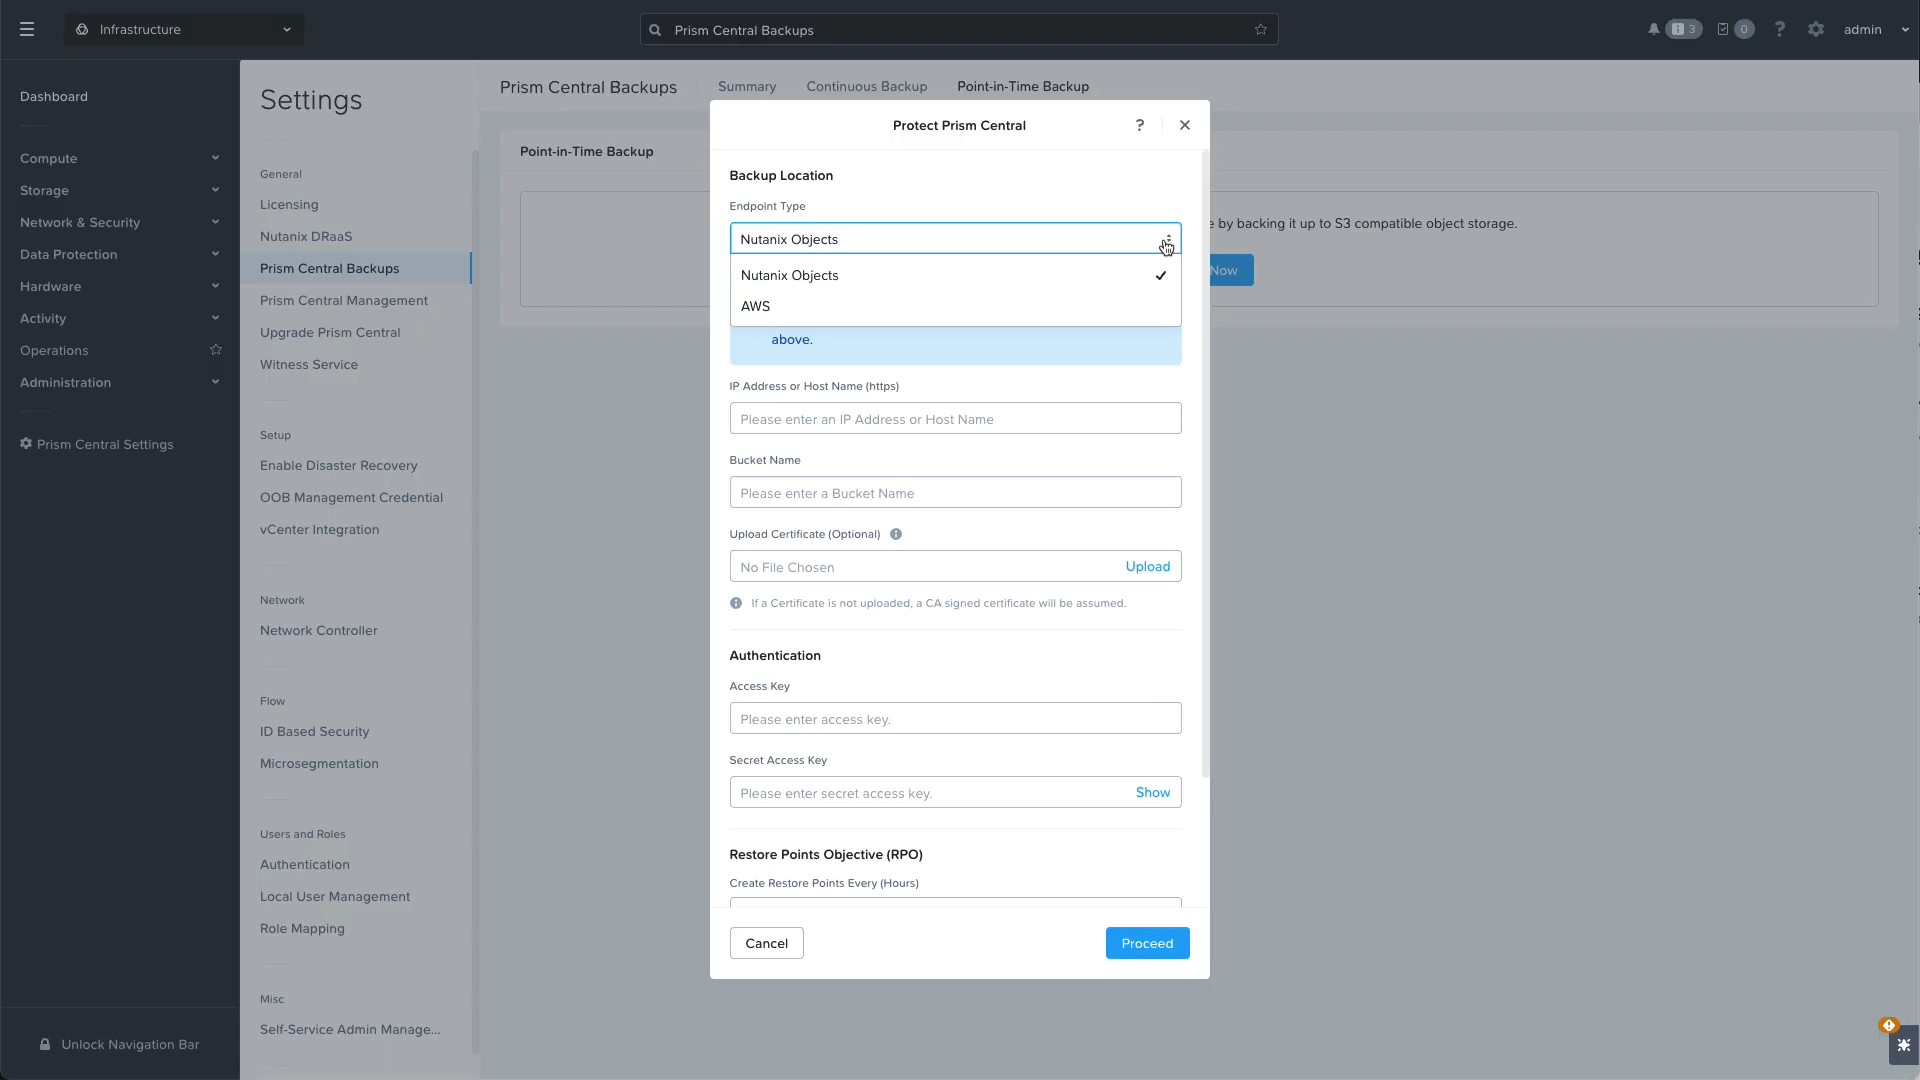 Infrastructure
Prism Central Backups
3
0
?
admin
Dashboard
Compute
Storage
Network & Security
Data Protection
Hardware
Activity
Operations
Administration
Prism Central Settings
Unlock Navigation Bar
Settings
General
Licensing
Nutanix DRaaS
Prism Central Backups
Prism Central Management
Upgrade Prism Central
Witness Service
Setup
Enable Disaster Recovery
OOB Management Credential
vCenter Integration
Network
Network Controller
Flow
ID Based Security
Microsegmentation
Users and Roles
Authentication
Local User Management
Role Mapping
Misc
Self-Service Admin Manage...
Prism Central Backups
Summary
Continuous Backup
Point-in-Time Backup
Point-in-Time Backup
e by backing it up to S3 compatible object storage.
Now
Protect Prism Central
?
Backup Location
Endpoint Type
Nutanix Objects
Nutanix Objects
AWS
above.
IP Address or Host Name (https)
Please enter an IP Address or Host Name
Bucket Name
Please enter a Bucket Name
Upload Certificate (Optional)
No File Chosen
Upload
If a Certificate is not uploaded, a CA signed certificate will be assumed.
Authentication
Access Key
Please enter access key.
Secret Access Key
Please enter secret access key.
Show
Restore Points Objective (RPO)
Create Restore Points Every (Hours)
Cancel
Proceed